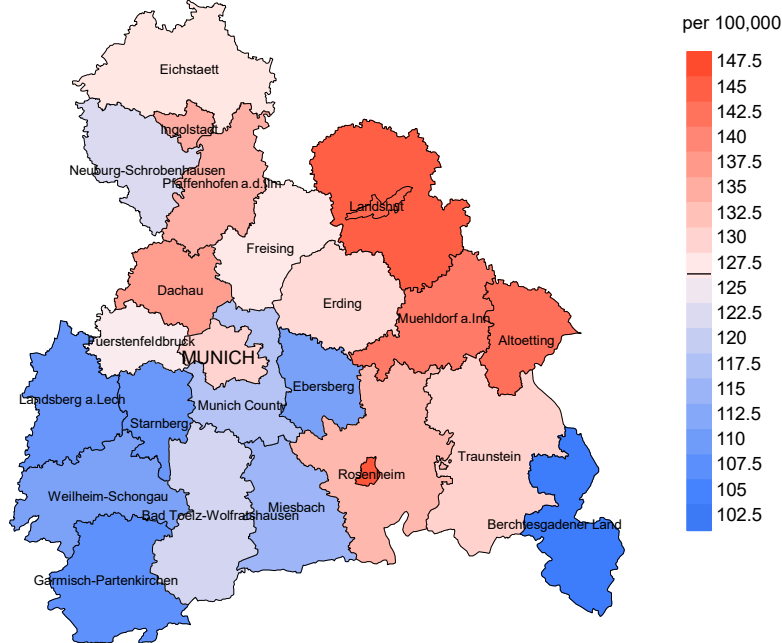 per 100,000
147.5
145
142.5
140
137.5
135
132.5
130
127.5
125
122.5
120
117.5
115
112.5
110
107.5
105
102.5
Eichstaett
Ingolstadt
Neuburg-Schrobenhausen
Pfaffenhofen a.d.Ilm
Landshut
Freising
Dachau
Erding
Muehldorf a.Inn
Altoetting
Fuerstenfeldbruck
MUNICH
Ebersberg
Landsberg a.Lech
Munich County
Starnberg
Traunstein
Rosenheim
Weilheim-Schongau
Miesbach
Bad Toelz-Wolfratshausen
Berchtesgadener Land
Garmisch-Partenkirchen